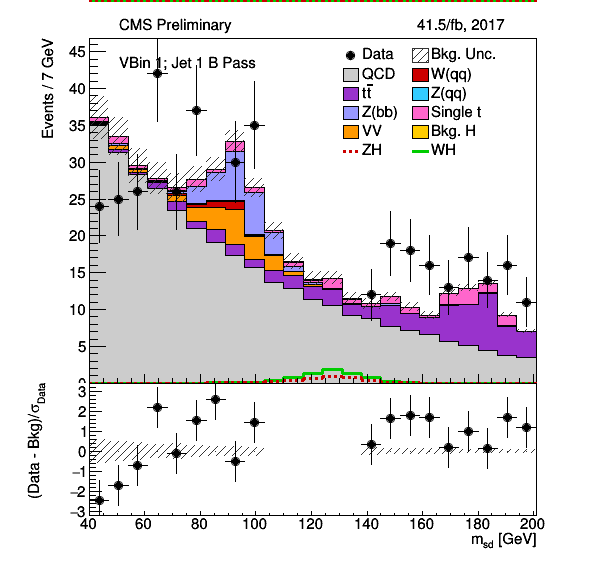 CMS Preliminary 41.5/fb, 2017
VBin 1; Jet 1 B Pass
Data Bkg. Unc.
QCD W(qq)
tt̄ Z(qq)
Z(bb) Single t
VV Bkg. H
ZH WH
Events / 7 GeV
45
40
35
30
25
20
15
10
5
0
(Data - Bkg)/σData
3
2
1
0
−1
−2
−3
40 60 80 100 120 140 160 180 200
msd [GeV]